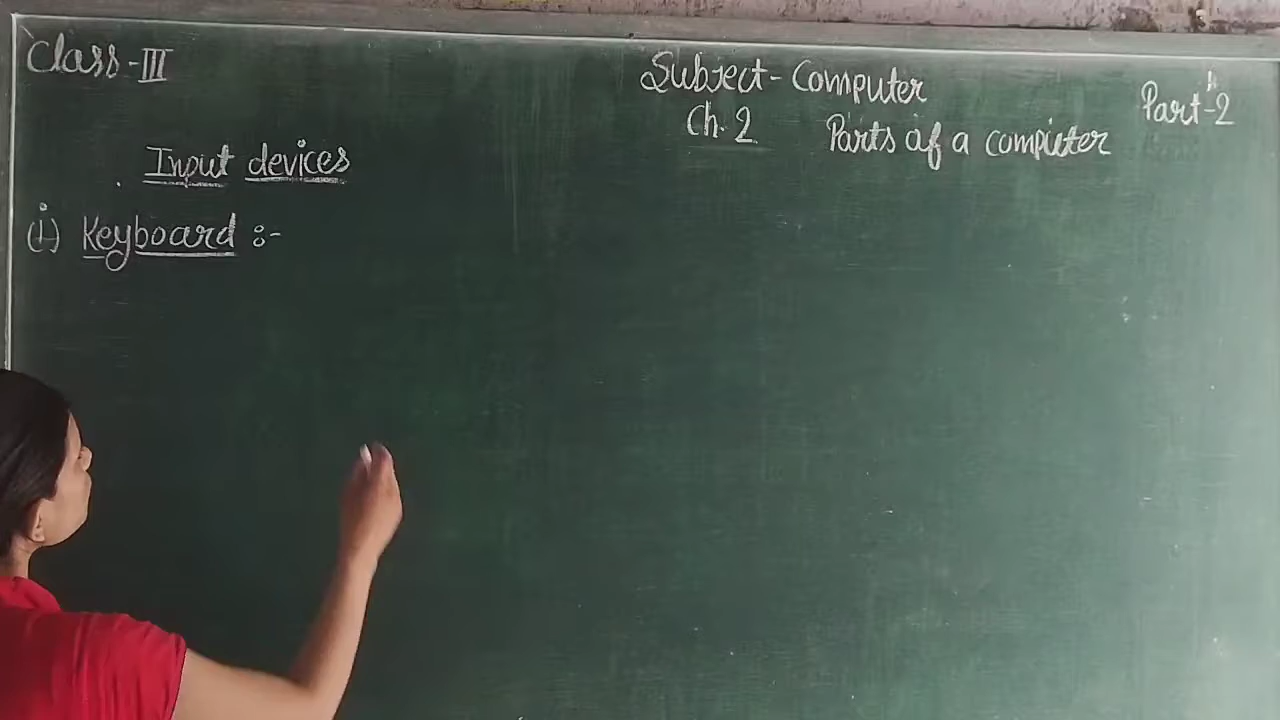 Class-III
Subject- Computer
Part-2
Ch. 2 Parts of a computer
Input devices
(i) Keyboard :-